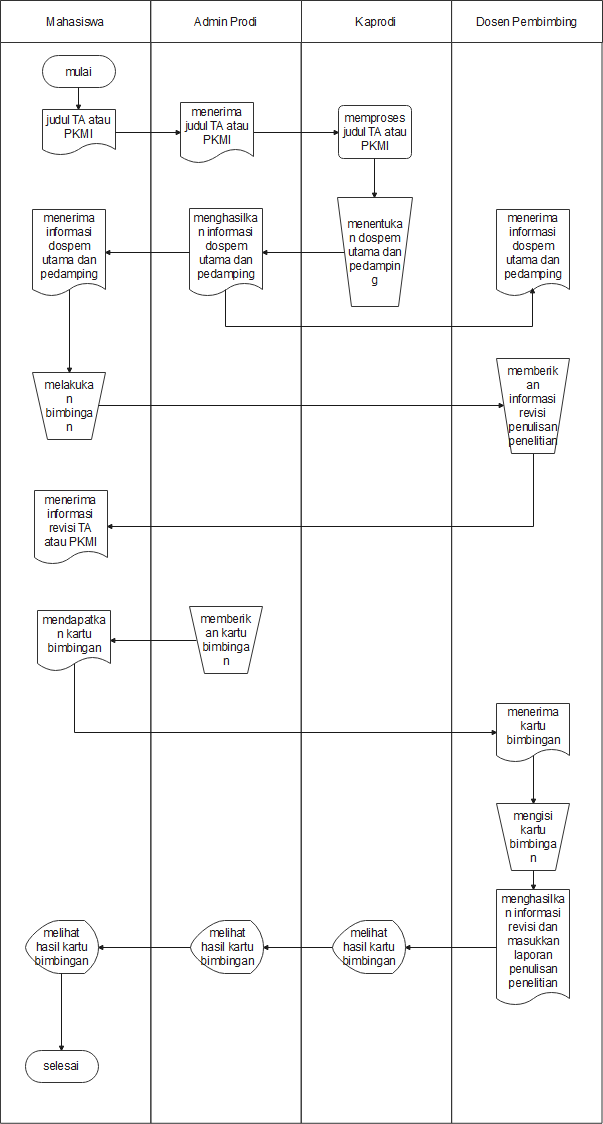 Mahasiswa
Admin Prodi
Kaprodi
Dosen Pembimbing
mulai
judul TA atau
PKMI
menerima
judul TA atau
PKMI
memproses
judul TA atau
PKMI
menerima
informasi
dospem
utama dan
pedamping
menghasilka
n informasi
dospem
utama dan
pedamping
menentuka
n dospem
utama dan
pedampin
g
menerima
informasi
dospem
utama dan
pedamping
melakuka
n
bimbinga
n
memberik
an
informasi
revisi
penulisan
penelitian
menerima
informasi
revisi TA
atau PKMI
mendapatka
n kartu
bimbingan
memberik
an kartu
bimbinga
n
menerima
kartu
bimbingan
mengisi
kartu
bimbinga
n
menghasilka
n informasi
revisi dan
masukkan
laporan
penulisan
penelitian
melihat
hasil kartu
bimbingan
melihat
hasil kartu
bimbingan
melihat
hasil kartu
bimbingan
selesai